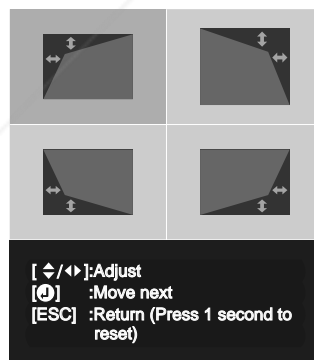 [ ⬍/◂▸ ]:Adjust
[↵] :Move next
[ESC] :Return (Press 1 second to
reset)